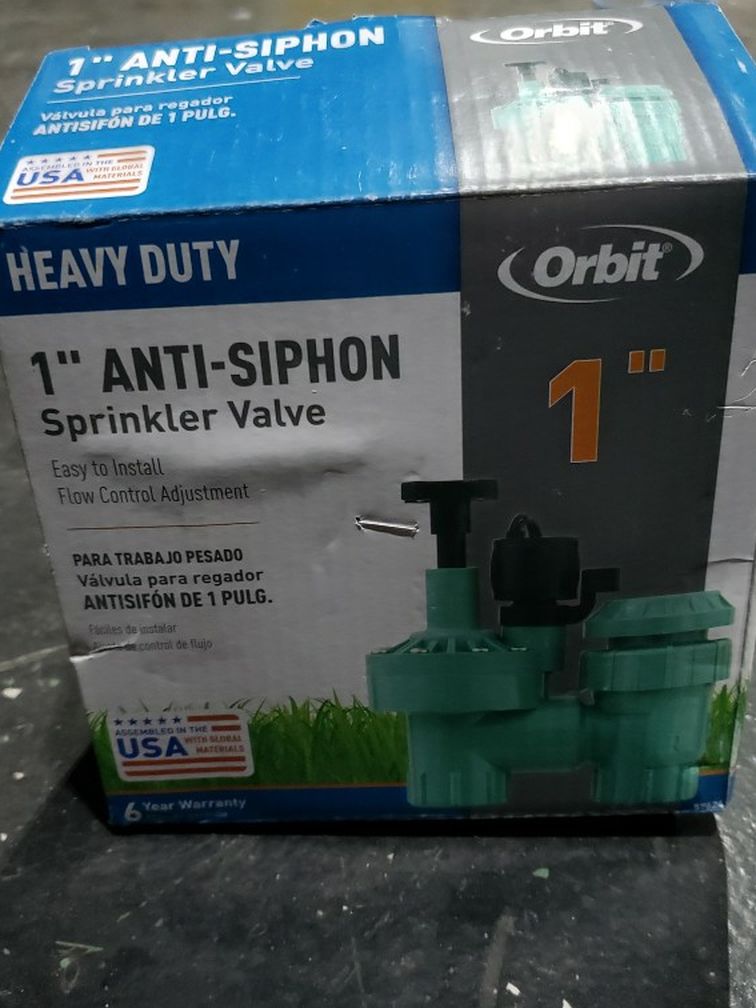 1" ANTI-SIPHON
Sprinkler Valve
Válvula para regador
ANTISIFÓN DE 1 PULG.
ASSEMBLED IN THE
USA WITH GLOBAL
MATERIALS
Orbit®
HEAVY DUTY
Orbit®
1" ANTI-SIPHON
Sprinkler Valve
1"
Easy to Install
Flow Control Adjustment
PARA TRABAJO PESADO
Válvula para regador
ANTISIFÓN DE 1 PULG.
Fáciles de instalar
de control de flujo
ASSEMBLED IN THE
USA WITH GLOBAL
MATERIALS
6 Year Warranty